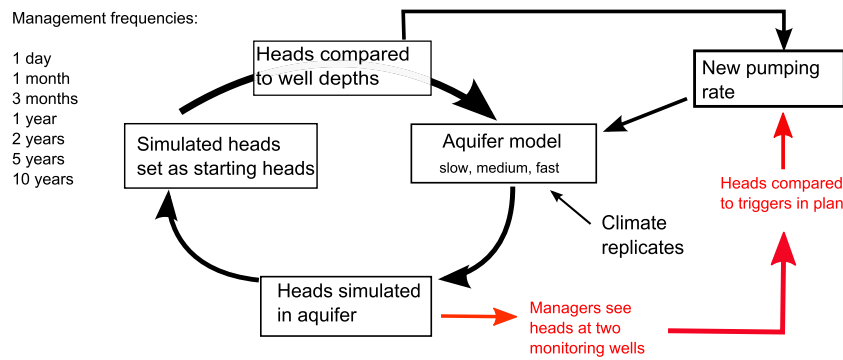 Management frequencies:
1 day
1 month
3 months
1 year
2 years
5 years
10 years
Heads compared
to well depths
New pumping
rate
Simulated heads
set as starting heads
Aquifer model
slow, medium, fast
Heads compared
to triggers in plan
Climate
replicates
Heads simulated
in aquifer
Managers see
heads at two
monitoring wells